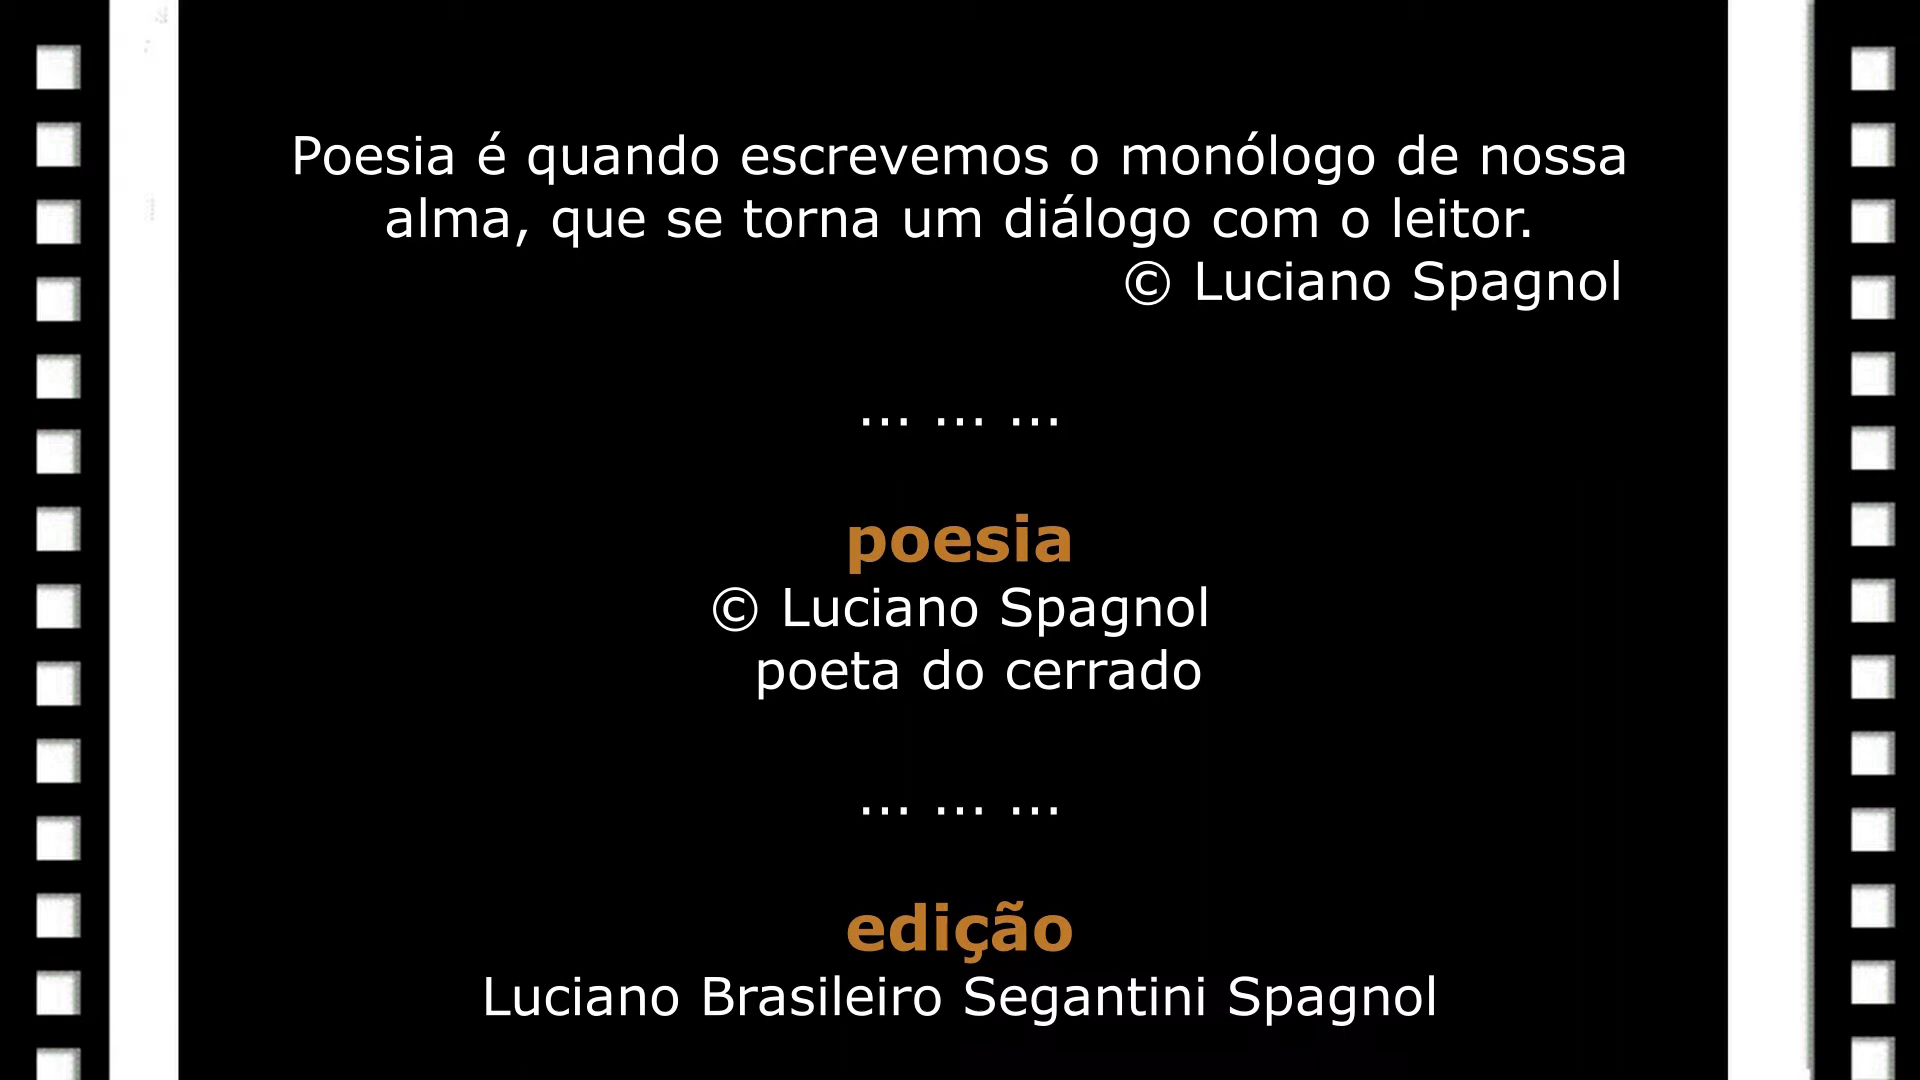 Poesia é quando escrevemos o monólogo de nossa
alma, que se torna um diálogo com o leitor.
© Luciano Spagnol
... ... ...
poesia
© Luciano Spagnol
poeta do cerrado
... ... ...
edição
Luciano Brasileiro Segantini Spagnol